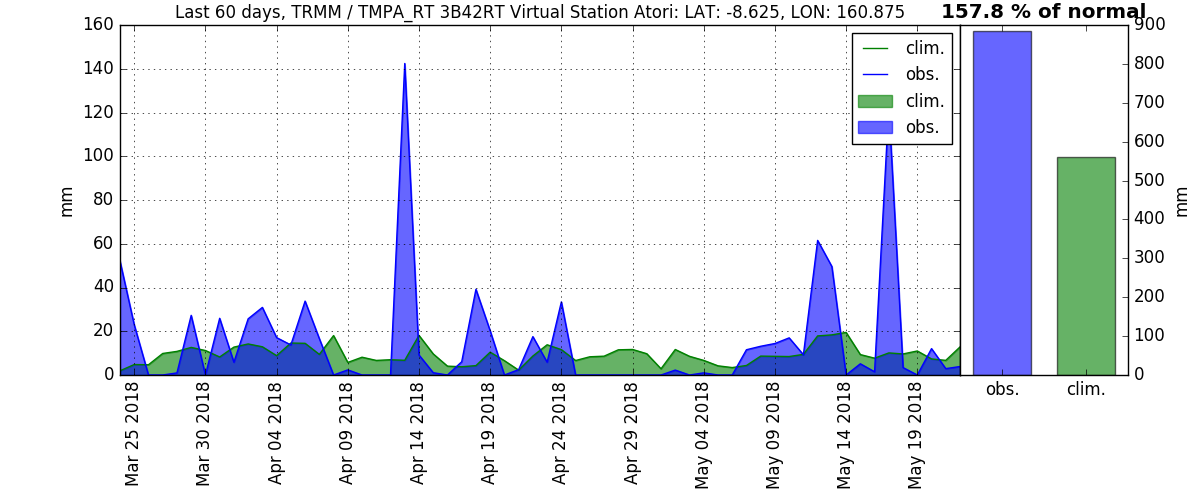 Last 60 days, TRMM / TMPA_RT 3B42RT Virtual Station Atori: LAT: -8.625, LON: 160.875
157.8 % of normal
160
140
120
100
80
60
40
20
0
mm
clim.
obs.
clim.
obs.
900
800
700
600
500
400
300
200
100
0
mm
Mar 25 2018
Mar 30 2018
Apr 04 2018
Apr 09 2018
Apr 14 2018
Apr 19 2018
Apr 24 2018
Apr 29 2018
May 04 2018
May 09 2018
May 14 2018
May 19 2018
obs.
clim.